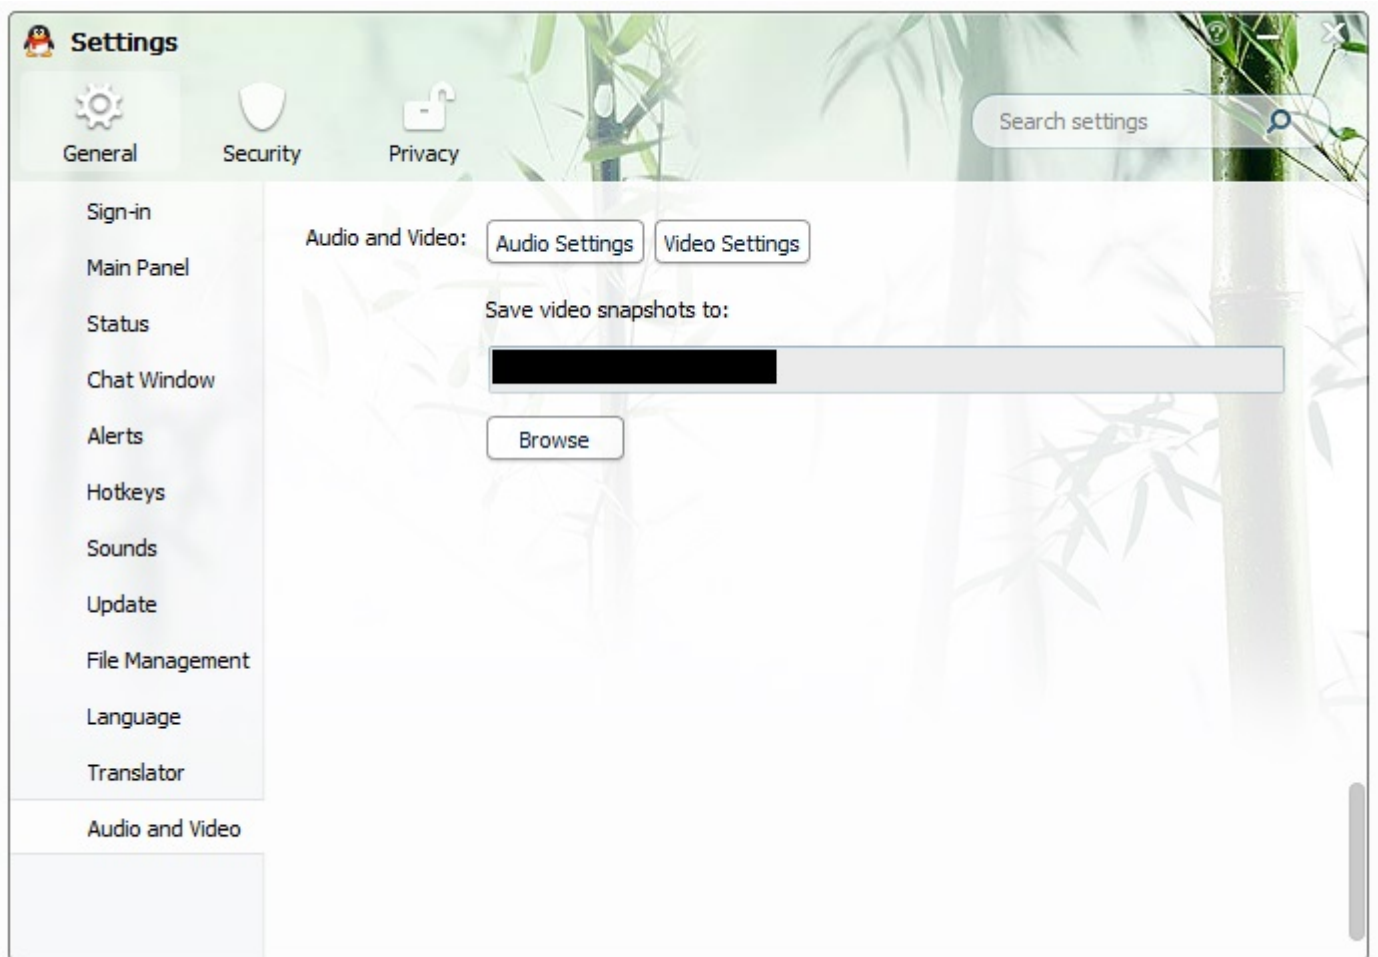 Settings
General
Security
Privacy
Search settings
Sign-in
Main Panel
Status
Chat Window
Alerts
Hotkeys
Sounds
Update
File Management
Language
Translator
Audio and Video
Audio and Video:
Audio Settings
Video Settings
Save video snapshots to:
Browse